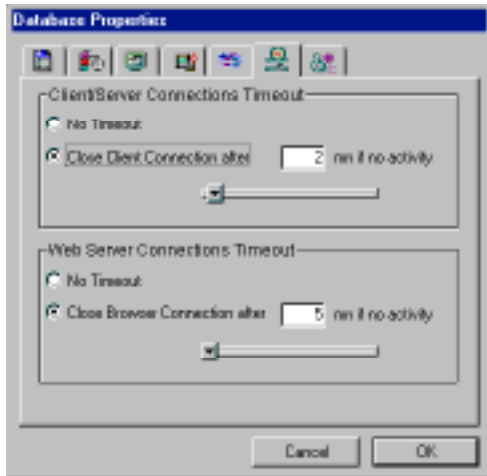 Database Properties
Client/Server Connections Timeout
No Timeout
Close Client Connection after 2 mn if no activity
Web Server Connections Timeout
No Timeout
Close Browser Connection after 5 mn if no activity
Cancel OK